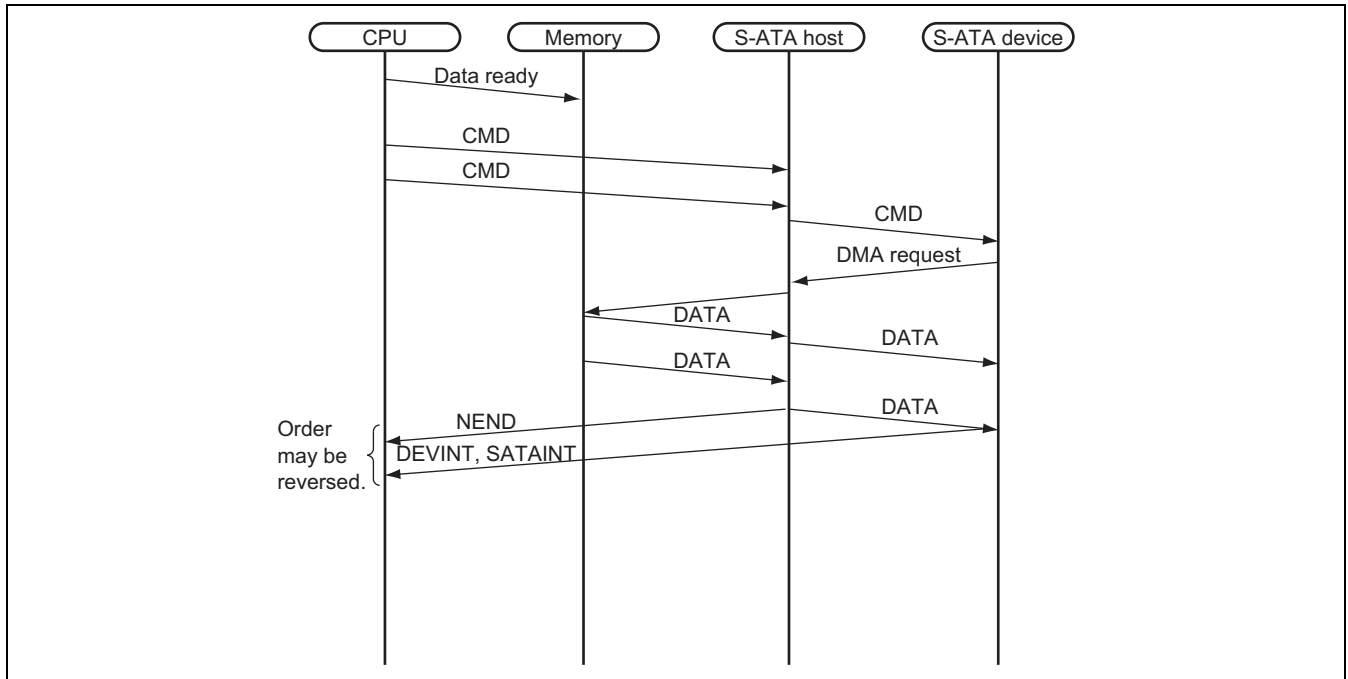 CPU
Memory
S-ATA host
S-ATA device
Data ready
CMD
CMD
CMD
DMA request
DATA
DATA
DATA
DATA
NEND
DEVINT, SATAINT
Order
may be
reversed.